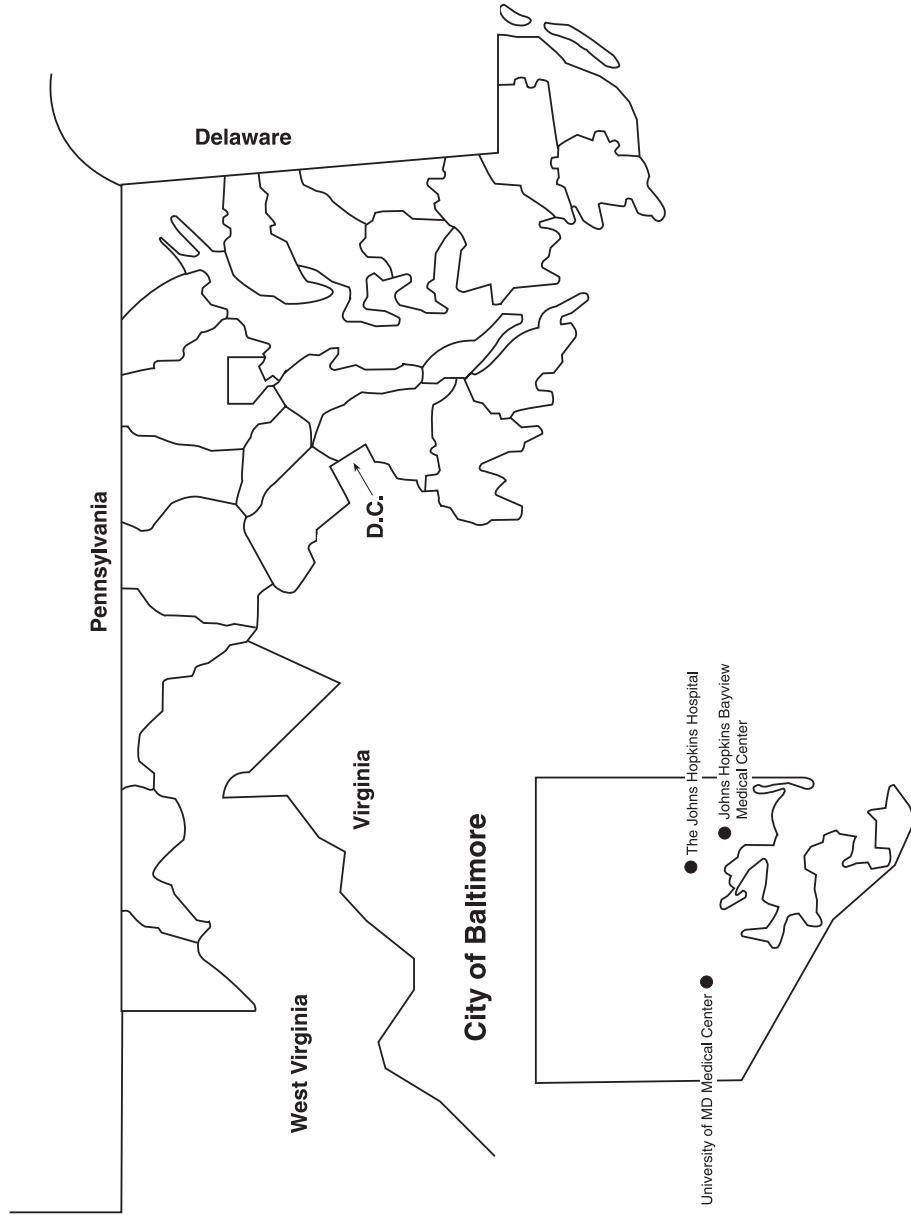 Pennsylvania
Delaware
D.C.
West Virginia
Virginia
City of Baltimore
The Johns Hopkins Hospital
University of MD Medical Center
Johns Hopkins Bayview
Medical Center